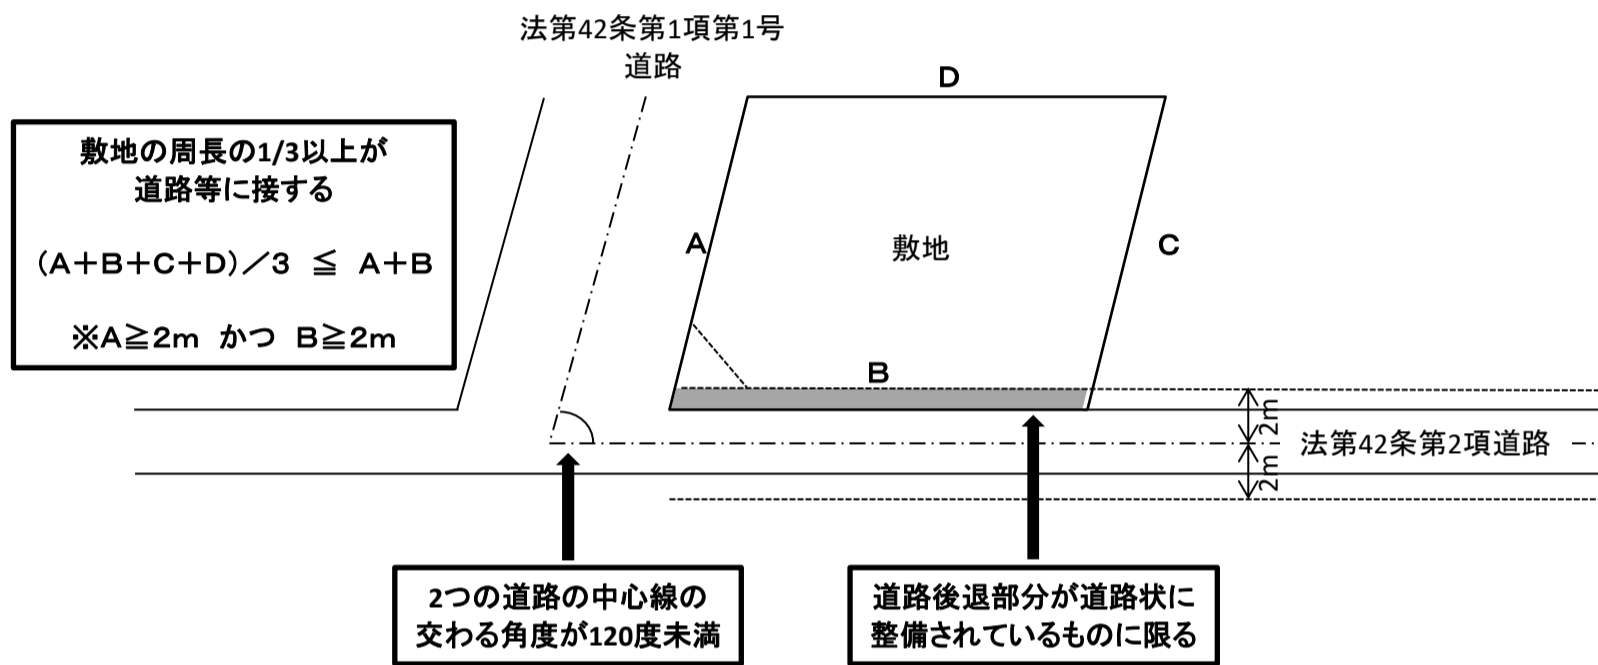 法第42条第1項第1号
道路
D
敷地の周長の1/3以上が
道路等に接する
(A+B+C+D)/3 ≦ A+B
※A≧2m かつ B≧2m
A
敷地
C
B
2m
法第42条第2項道路
2m
2つの道路の中心線の
交わる角度が120度未満
道路後退部分が道路状に
整備されているものに限る